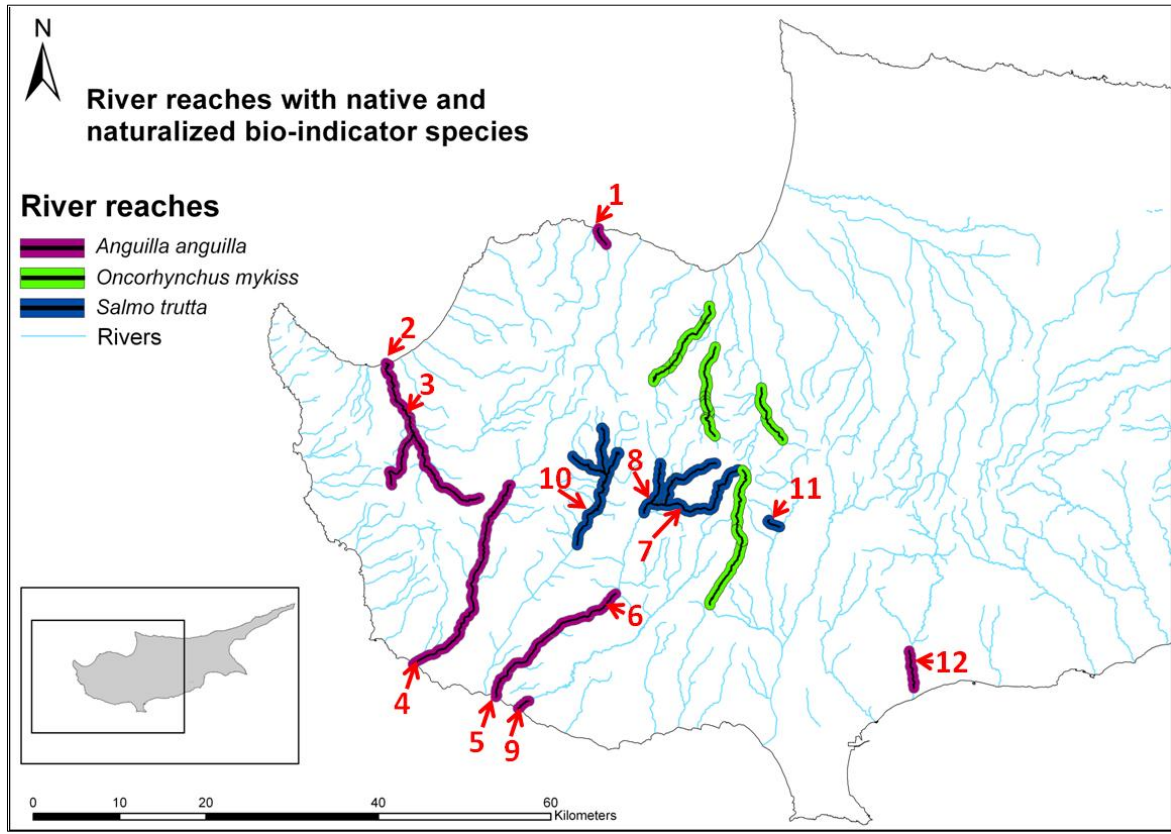 N
River reaches with native and
naturalized bio-indicator species
River reaches
Anguilla anguilla
Oncorhynchus mykiss
Salmo trutta
Rivers
1
2
3
10
8
11
7
6
12
4
5
9
0 10 20 40 60
Kilometers